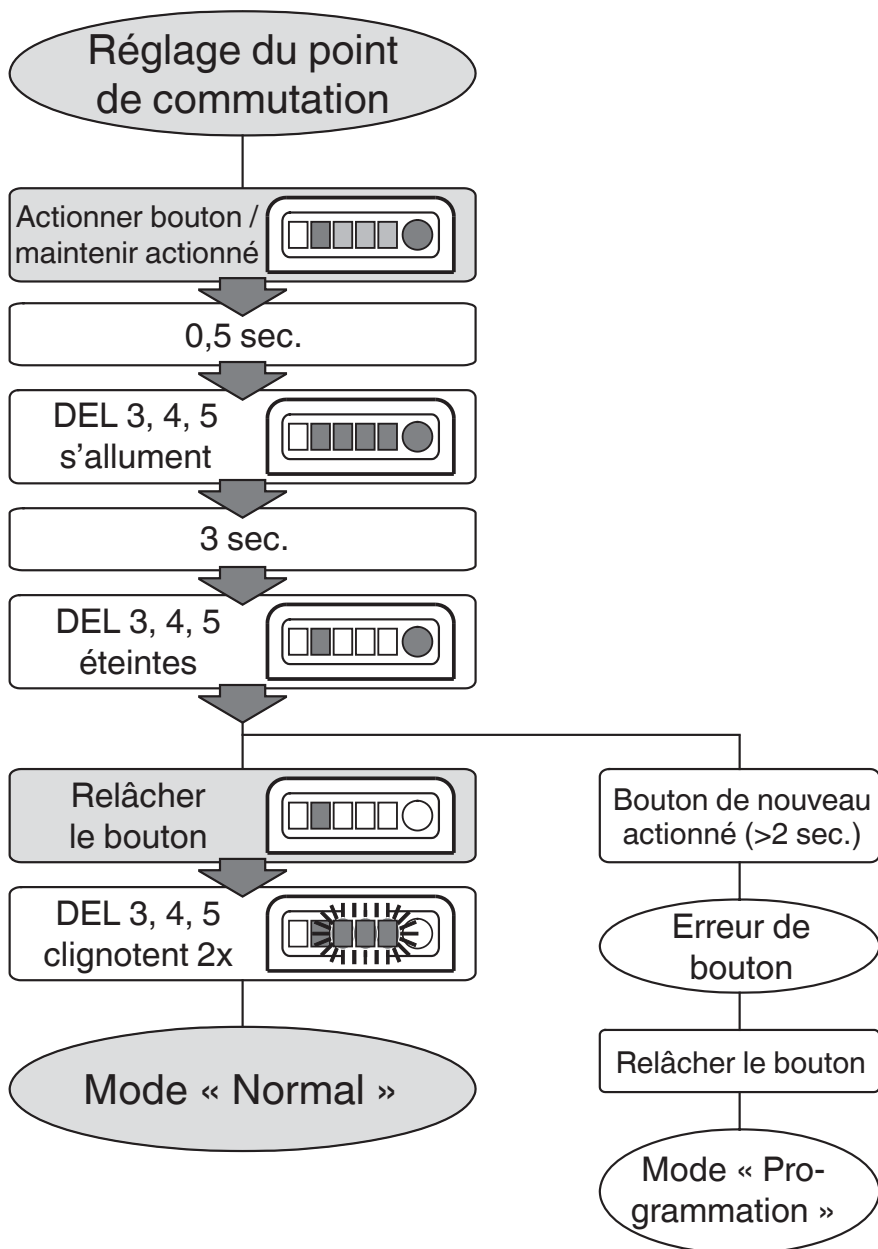 Réglage du point
de commutation
Actionner bouton /
maintenir actionné
0,5 sec.
DEL 3, 4, 5
s’allument
3 sec.
DEL 3, 4, 5
éteintes
Relâcher
le bouton
DEL 3, 4, 5
clignotent 2x
Mode « Normal »
Bouton de nouveau
actionné (>2 sec.)
Erreur de
bouton
Relâcher le bouton
Mode « Pro-
grammation »